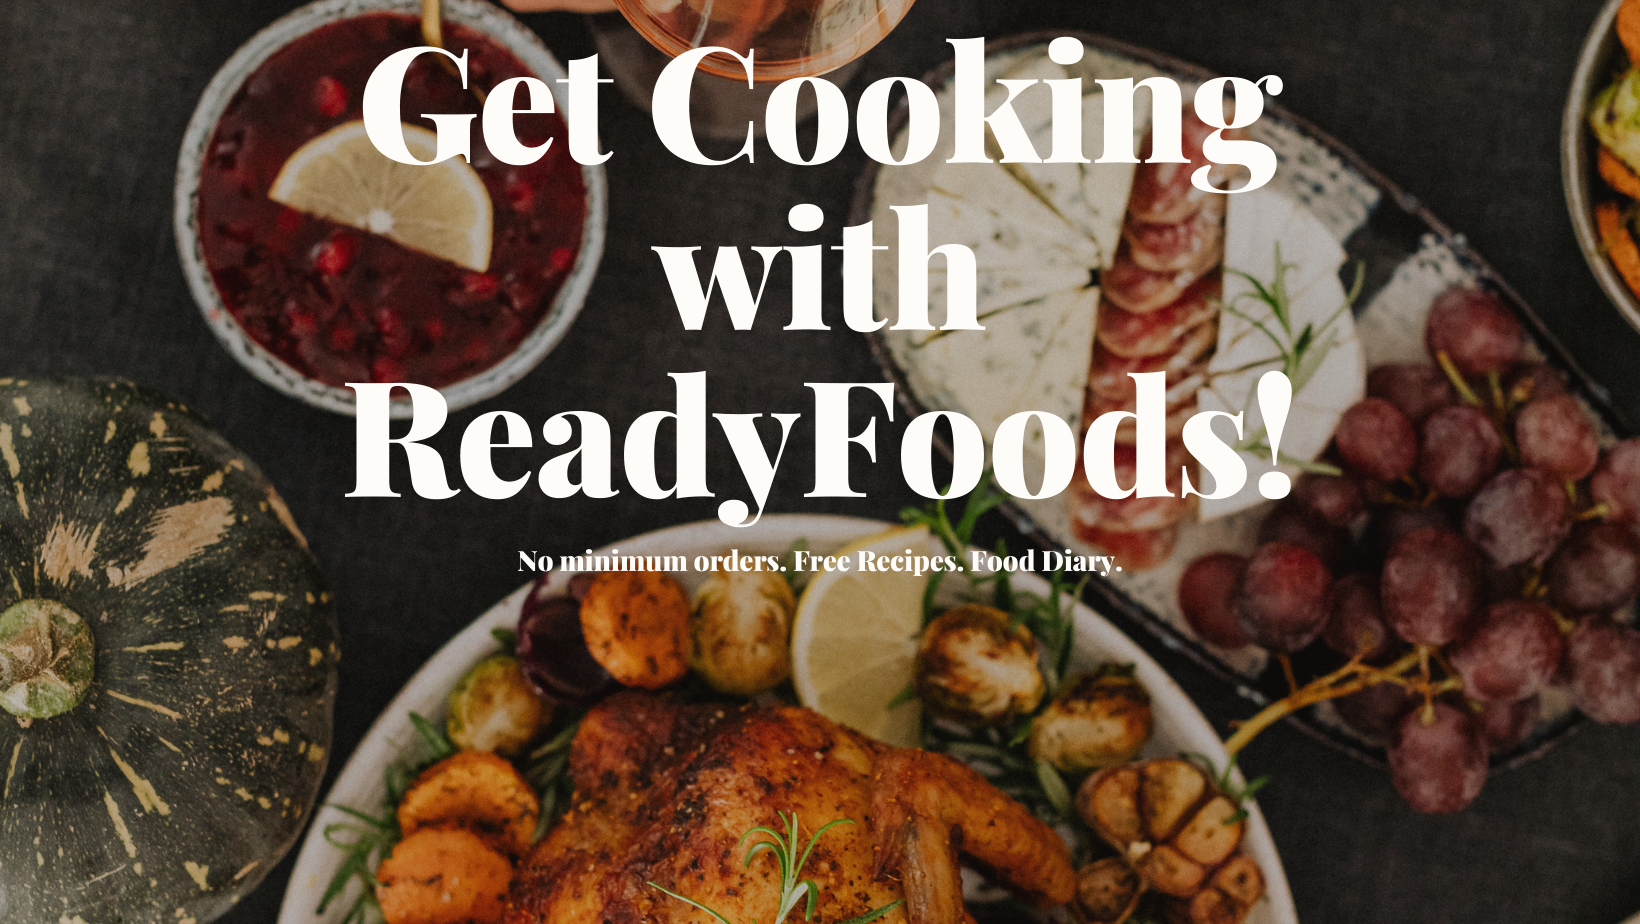 Get Cooking
with
ReadyFoods!
No minimum orders. Free Recipes. Food Diary.